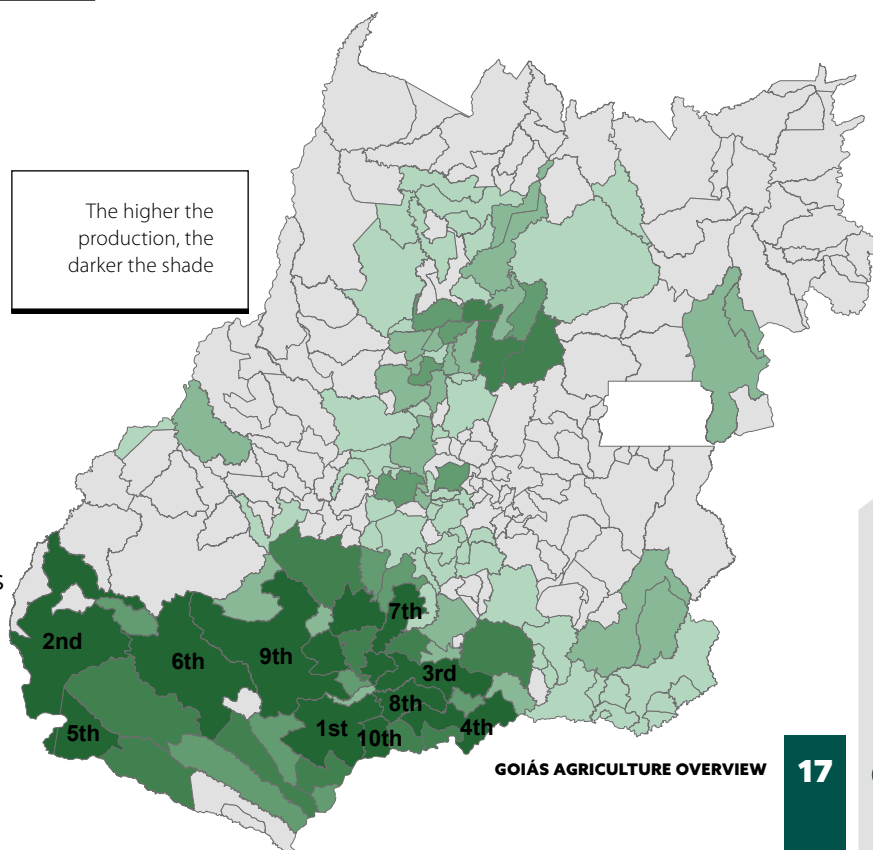 The higher the
production, the
darker the shade
s
7th
2nd
9th
6th
3rd
8th
1st
4th
5th
10th
GOIÁS AGRICULTURE OVERVIEW
17